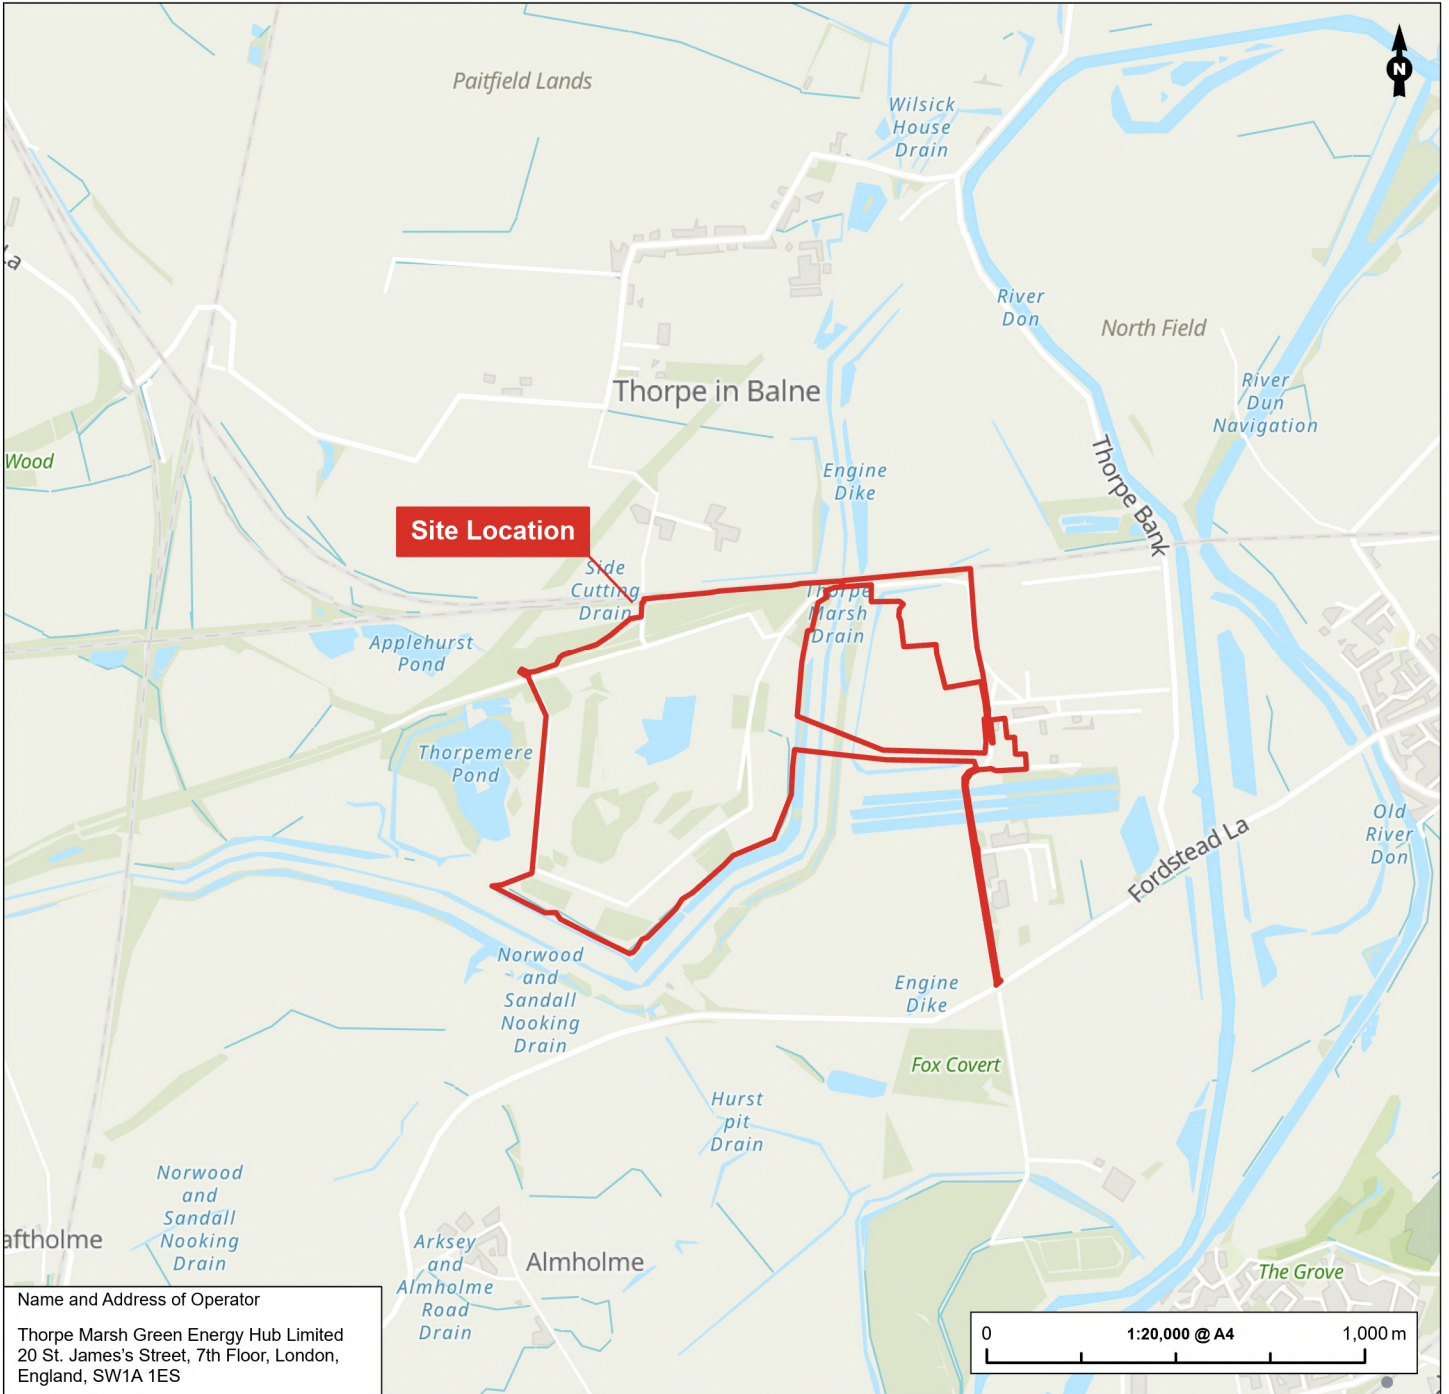 Paitfield Lands
N
Wilsick
House
Drain
La
River
Don
North Field
Thorpe in Balne
River
Dun
Navigation
Wood
Engine
Dike
Thorpe Bank
Site Location
Side
Cutting
Drain
Thorpe
Marsh
Drain
Applehurst
Pond
Thorpemere
Pond
Old
River
Don
Fordstead La
Norwood
and
Sandall
Nooking
Drain
Engine
Dike
Fox Covert
Hurst
pit
Drain
Norwood
and
Sandall
Nooking
Drain
aftholme
Arksey
and
Almholme
Road
Drain
Almholme
The Grove
Name and Address of Operator
Thorpe Marsh Green Energy Hub Limited
20 St. James's Street, 7th Floor, London,
England, SW1A 1ES
0 1:20,000 @ A4 1,000 m